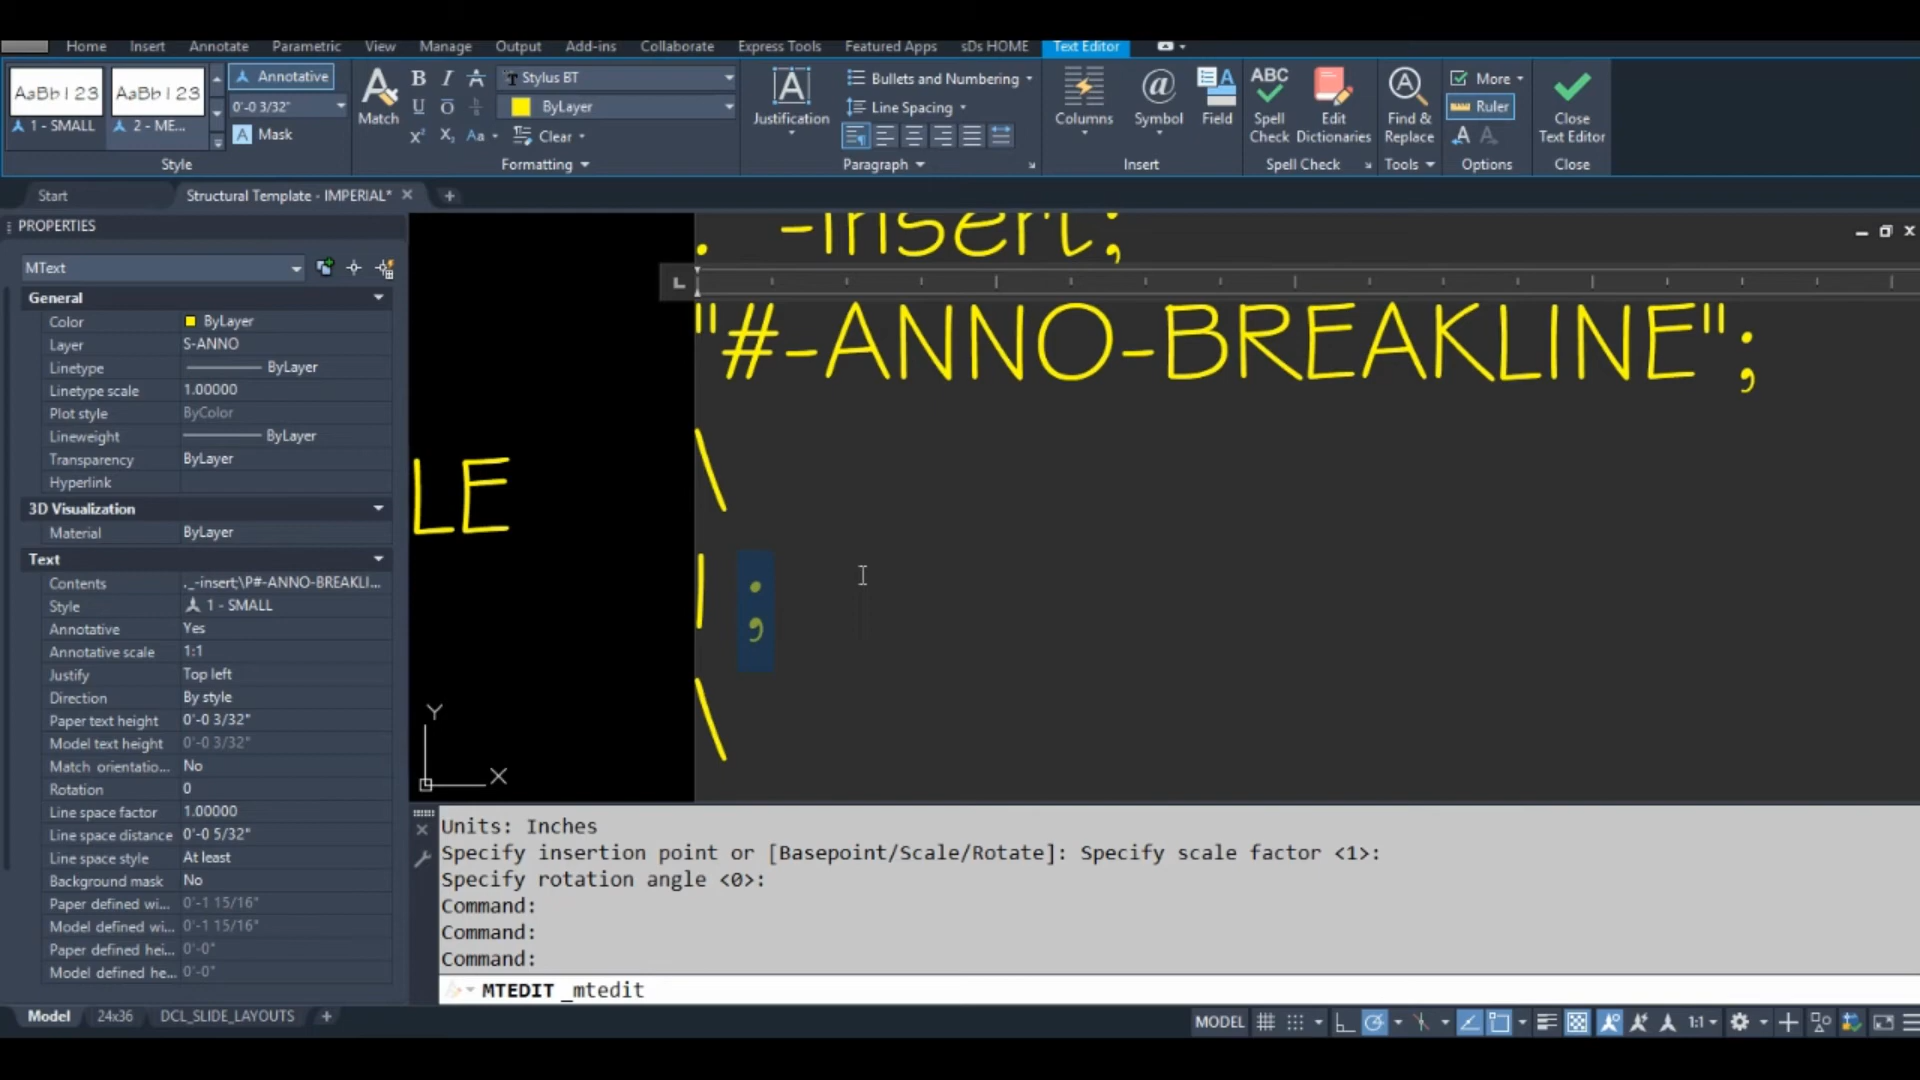 Home Insert Annotate Parametric View Manage Output Add-ins Collaborate Express Tools Featured Apps sDs HOME Text Editor
AaBb123 AaBb123 Annotative Match B I A Stylus BT Justification Bullets and Numbering Columns Symbol Field ABC Spell Check Edit Dictionaries Find & Replace More Close Text Editor
1 - SMALL 2 - ME... 0'-0 3/32" U O ByLayer Line Spacing Ruler
Mask X² X₂ Aa Clear
Style Formatting Paragraph Insert Spell Check Tools Options Close
Start Structural Template - IMPERIAL*
PROPERTIES
MText
General
Color ByLayer
Layer S-ANNO
Linetype ByLayer
Linetype scale 1.00000
Plot style ByColor
Lineweight ByLayer
Transparency ByLayer
Hyperlink
3D Visualization
Material ByLayer
Text
Contents ._-insert;\P#-ANNO-BREAKLI...
Style 1 - SMALL
Annotative Yes
Annotative scale 1:1
Justify Top left
Direction By style
Paper text height 0'-0 3/32"
Model text height 0'-0 3/32"
Match orientatio... No
Rotation 0
Line space factor 1.00000
Line space distance 0'-0 5/32"
Line space style At least
Background mask No
Paper defined wi... 0'-1 15/16"
Model defined wi... 0'-1 15/16"
Paper defined hei... 0'-0"
Model defined he... 0'-0"
._-insert;
"#-ANNO-BREAKLINE";
\
1;
\
LE
Y
X
Units: Inches
Specify insertion point or [Basepoint/Scale/Rotate]: Specify scale factor <1>:
Specify rotation angle <0>:
Command:
Command:
Command:
MTEDIT _mtedit
Model 24x36 DCL_SLIDE_LAYOUTS
MODEL 1:1